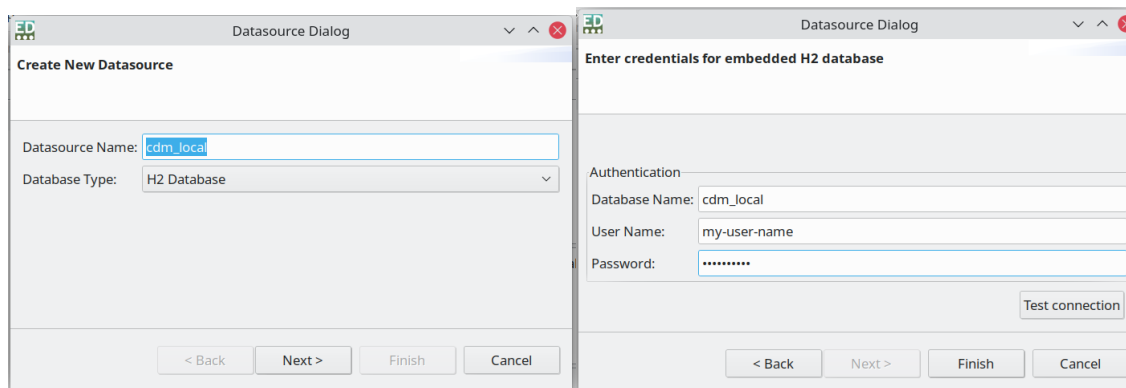 ED
Datasource Dialog
Create New Datasource
Datasource Name: cdm_local
Database Type: H2 Database
< Back Next > Finish Cancel
ED
Datasource Dialog
Enter credentials for embedded H2 database
Authentication
Database Name: cdm_local
User Name: my-user-name
Password: ••••••••••
Test connection
< Back Next > Finish Cancel